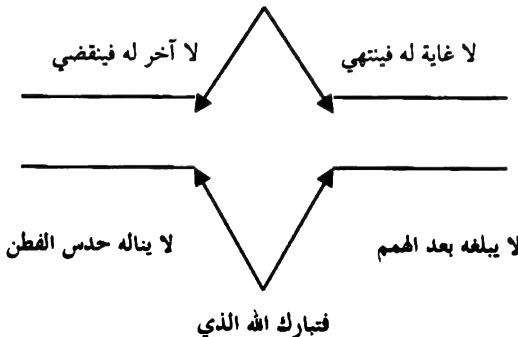 لا غاية له فينتهي
لا آخر له فينقضي
لا يبلغه بعد الهمم
لا يناله حدس الفطن
فتبارك الله الذي